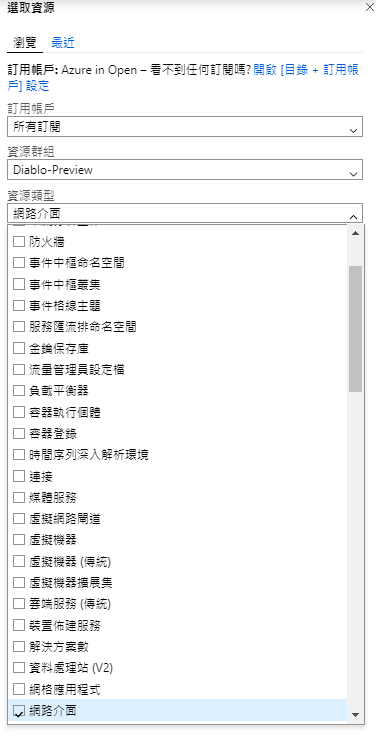 選取資源
瀏覽 最近
訂用帳戶: Azure in Open – 看不到任何訂閱嗎? 開啟 [目錄 + 訂用帳
戶] 設定
訂用帳戶
所有訂閱
資源群組
Diablo-Preview
資源類型
網路介面
防火牆
事件中樞命名空間
事件中樞叢集
事件格線主題
服務匯流排命名空間
金鑰保存庫
流量管理員設定檔
負載平衡器
容器執行個體
容器登錄
時間序列深入解析環境
連接
媒體服務
虛擬網路閘道
虛擬機器
虛擬機器 (傳統)
虛擬機器擴展集
雲端服務 (傳統)
裝置佈建服務
解決方案數
資料處理站 (V2)
網格應用程式
網路介面